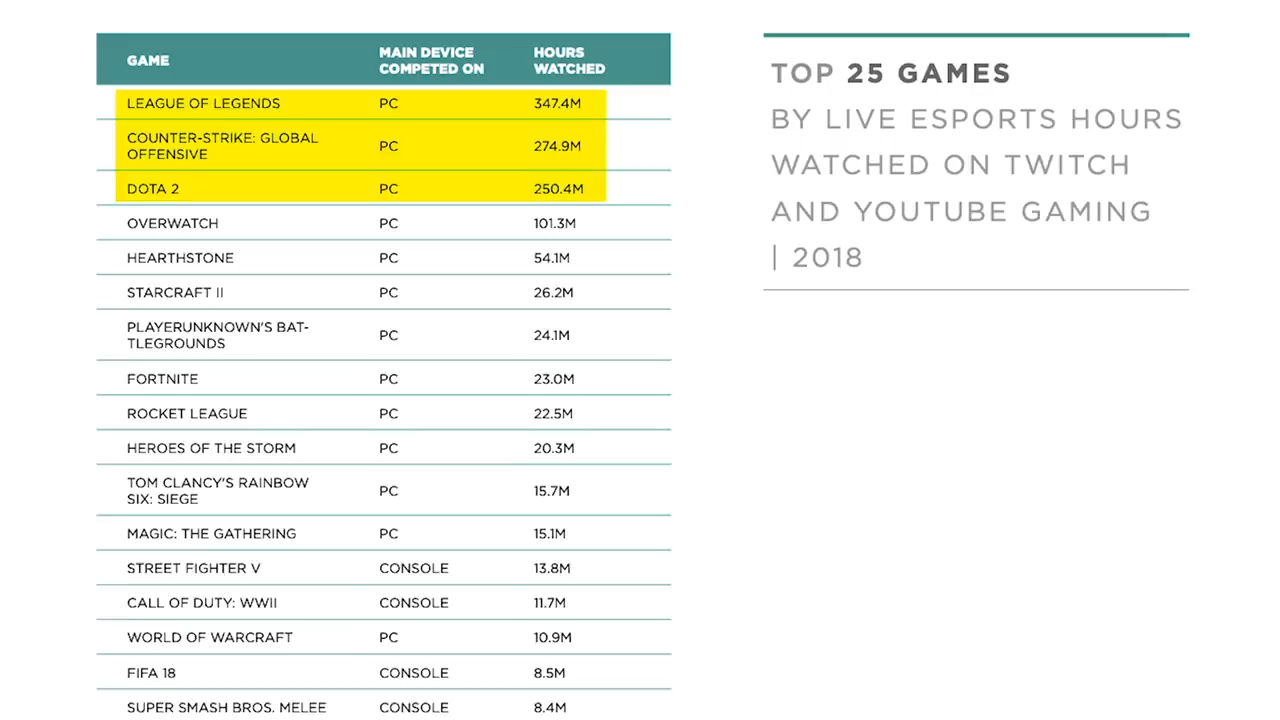 GAME MAIN DEVICE COMPETED ON HOURS WATCHED
LEAGUE OF LEGENDS PC 347.4M
COUNTER-STRIKE: GLOBAL OFFENSIVE PC 274.9M
DOTA 2 PC 250.4M
OVERWATCH PC 101.3M
HEARTHSTONE PC 54.1M
STARCRAFT II PC 26.2M
PLAYERUNKNOWN'S BAT-
TLEGROUNDS PC 24.1M
FORTNITE PC 23.0M
ROCKET LEAGUE PC 22.5M
HEROES OF THE STORM PC 20.3M
TOM CLANCY'S RAINBOW
SIX: SIEGE PC 15.7M
MAGIC: THE GATHERING PC 15.1M
STREET FIGHTER V CONSOLE 13.8M
CALL OF DUTY: WWII CONSOLE 11.7M
WORLD OF WARCRAFT PC 10.9M
FIFA 18 CONSOLE 8.5M
SUPER SMASH BROS. MELEE CONSOLE 8.4M
TOP 25 GAMES
BY LIVE ESPORTS HOURS
WATCHED ON TWITCH
AND YOUTUBE GAMING
| 2018